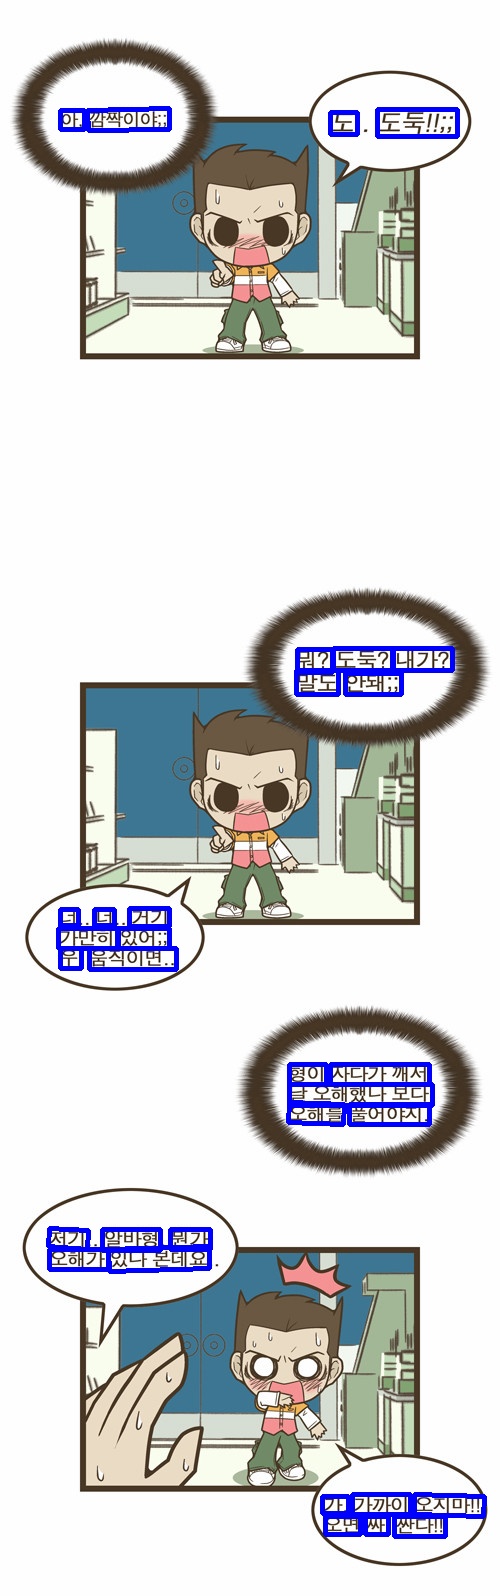 아. 깜짝이야;;
노. 도둑!!;;
뭐? 도둑? 내가?
말도 안돼;;
너.. 너.. 거기
가만히 있어;;
우 움직이면..
형이 자다가 깨서
날 오해했나 보다
오해를 풀어야지.
저기.. 알바형 뭔가
오해가 있나 본데요.
가 가까이 오지마!!
오면 싸 싼다!!